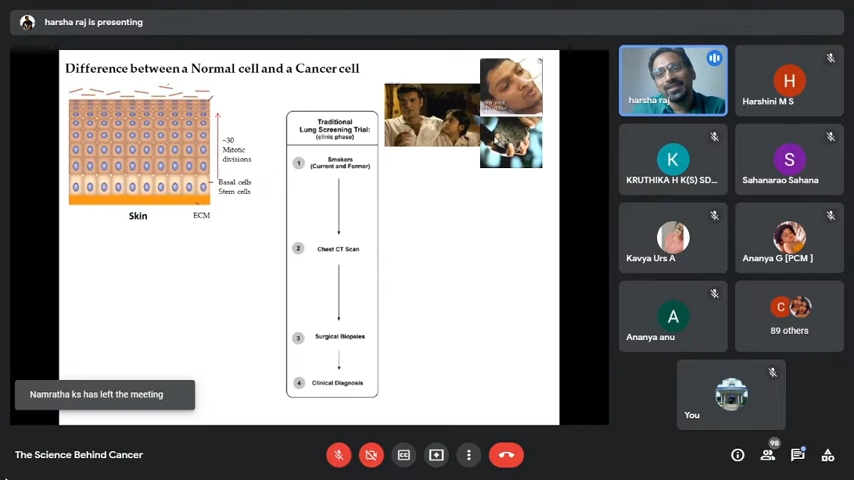 harsha raj is presenting
Difference between a Normal cell and a Cancer cell
~30
Mitotic
divisions
Basal cells
Stem cells
Skin
ECM
Traditional
Lung Screening Trial:
(clinic phase)
1
Smokers
(Current and Former)
2
Chest CT Scan
3
Surgical Biopsies
4
Clinical Diagnosis
harsha raj
H
Harshini M S
K
KRUTHIKA H K(S) SD...
S
Sahanarao Sahana
Kavya Urs A
Ananya G [PCM ]
A
Ananya anu
C
89 others
You
Namratha ks has left the meeting
The Science Behind Cancer
98